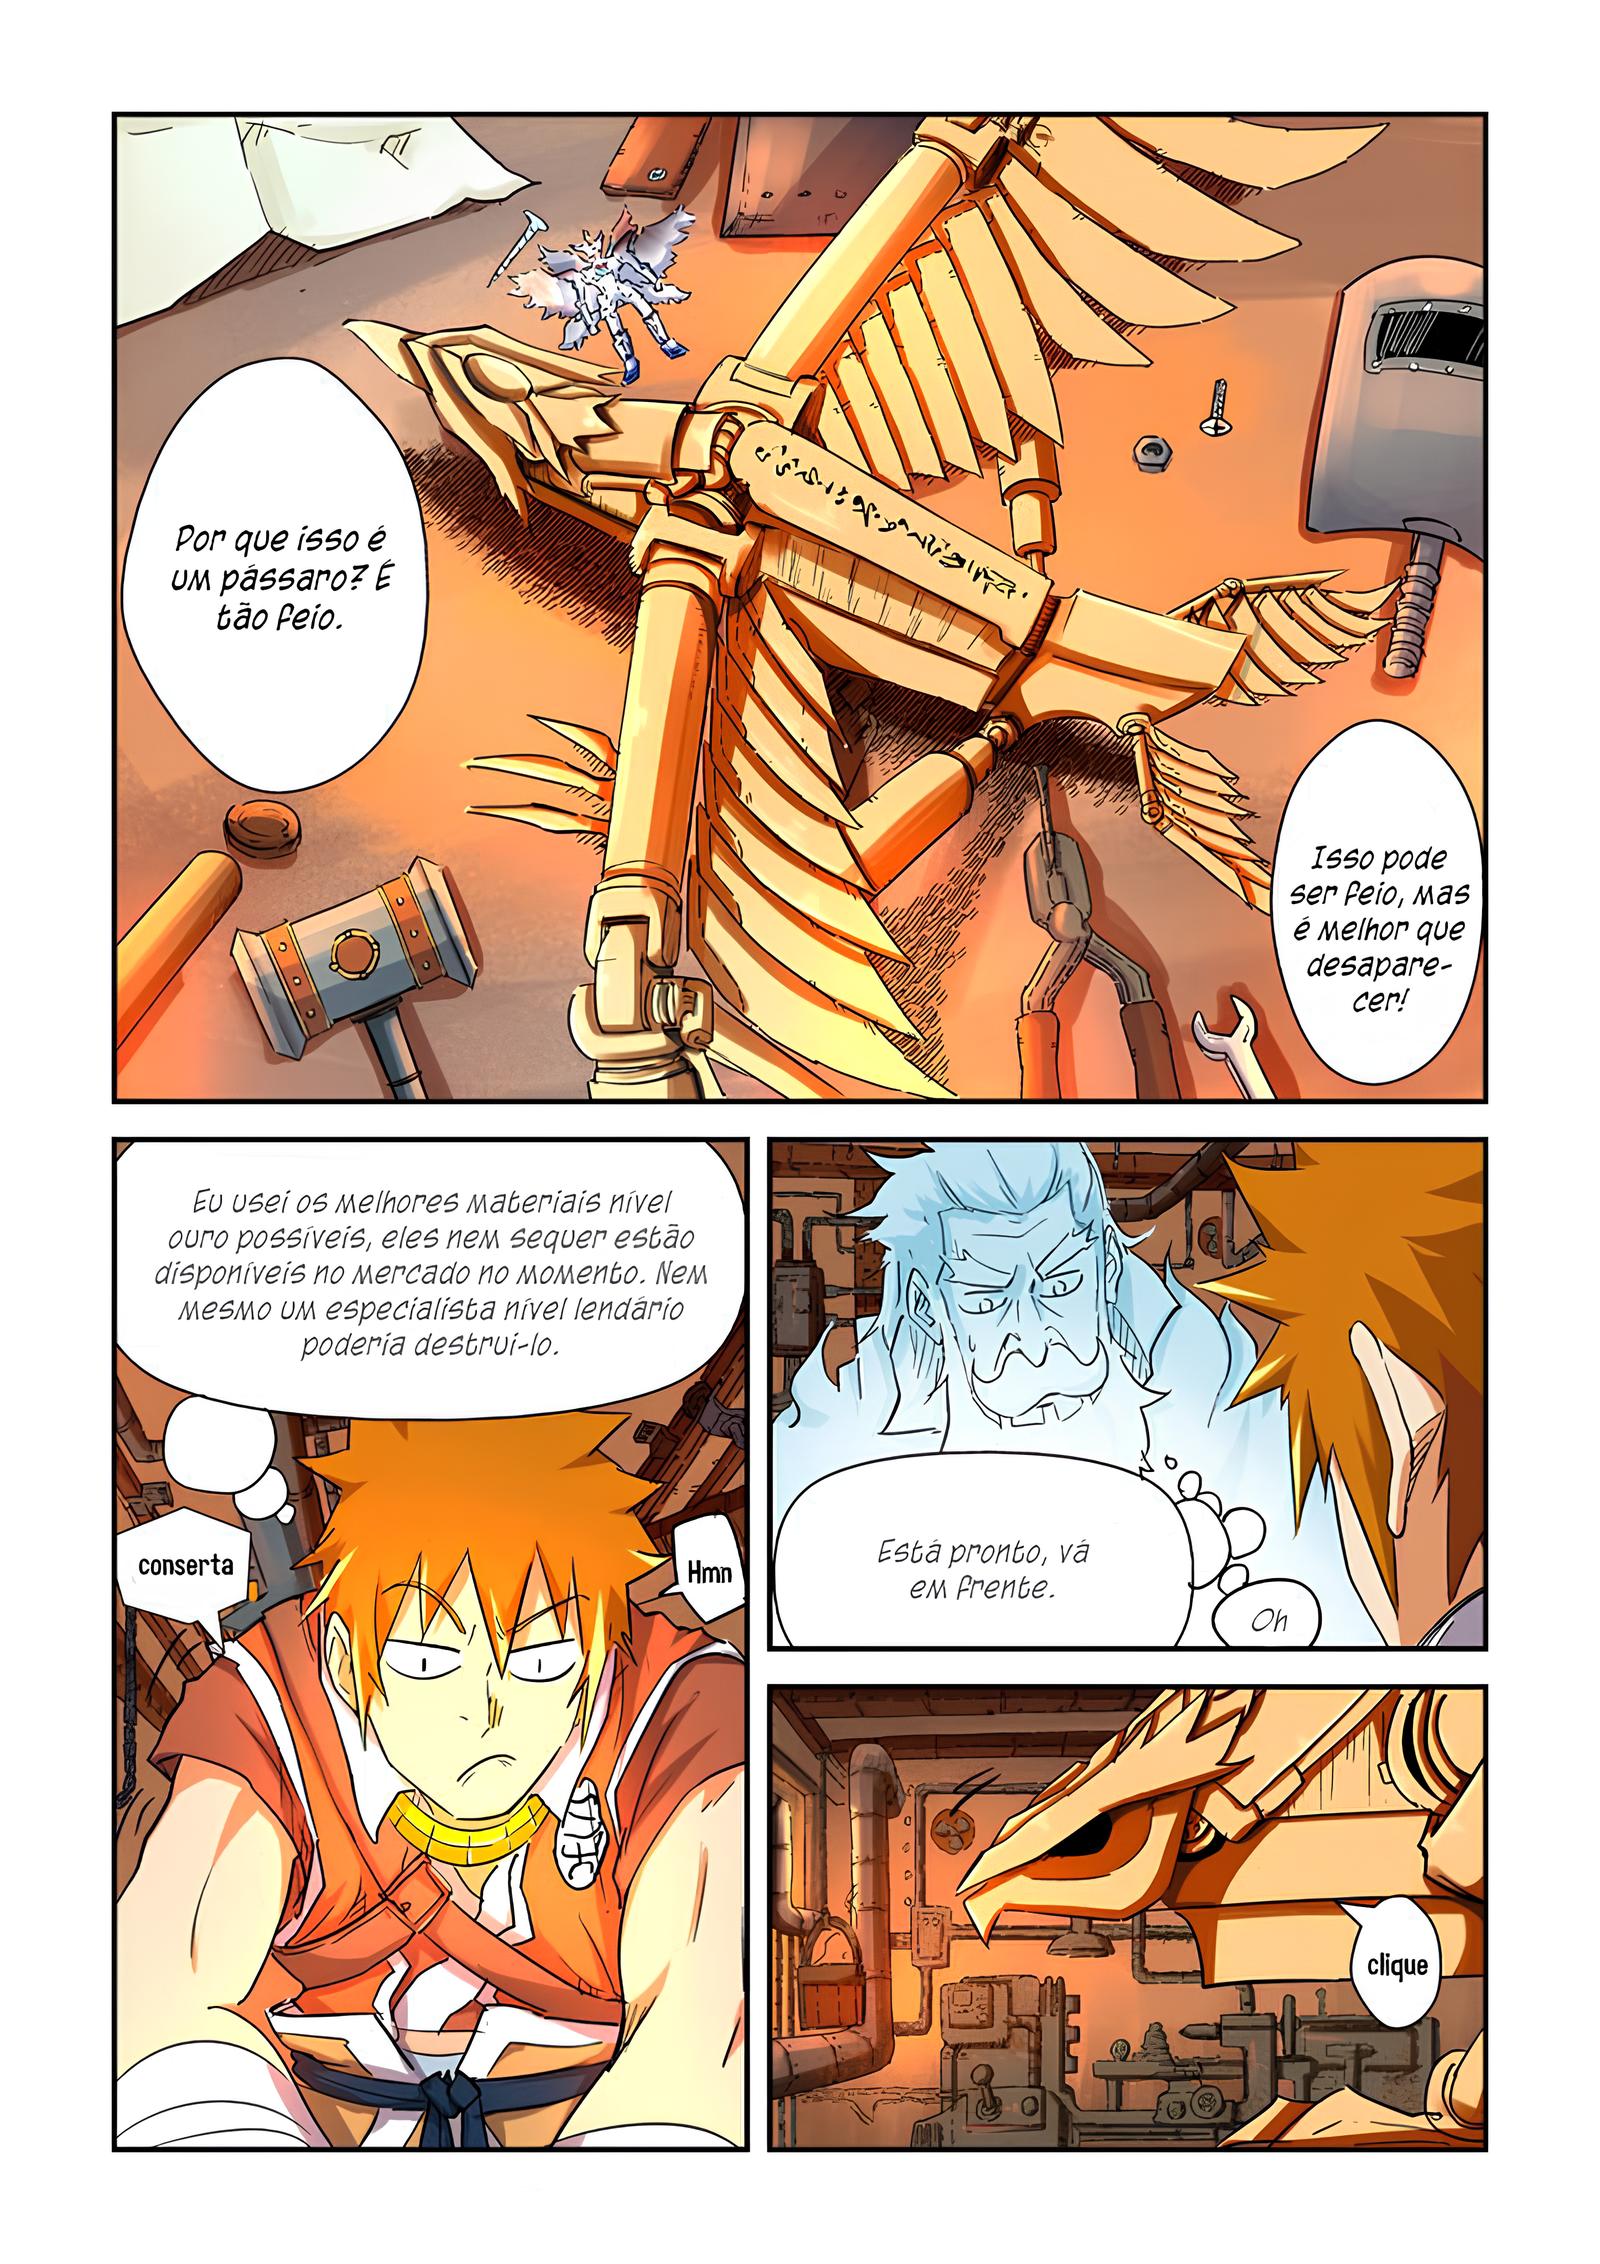 Por que isso é
um pássaro? É
tão feio.
Isso pode
ser feio, mas
é melhor que
desapare-
cer!
Eu usei os melhores materiais nível
ouro possíveis, eles nem sequer estão
disponíveis no mercado no momento. Nem
mesmo um especialista nível lendário
poderia destruí-lo.
conserta
Hmn
Está pronto, vá
em frente.
Oh
clique